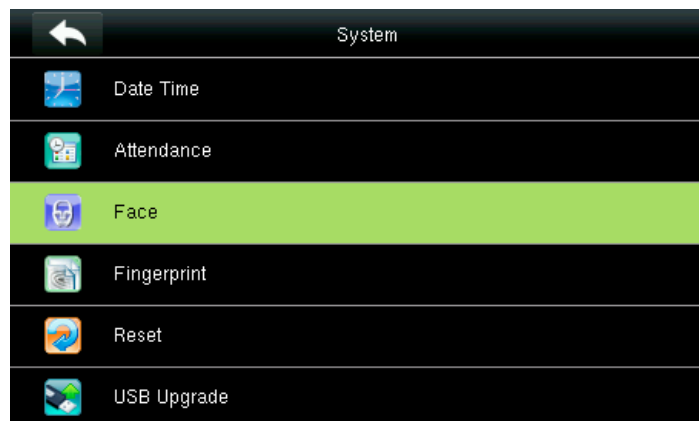 System
Date Time
Attendance
Face
Fingerprint
Reset
USB Upgrade